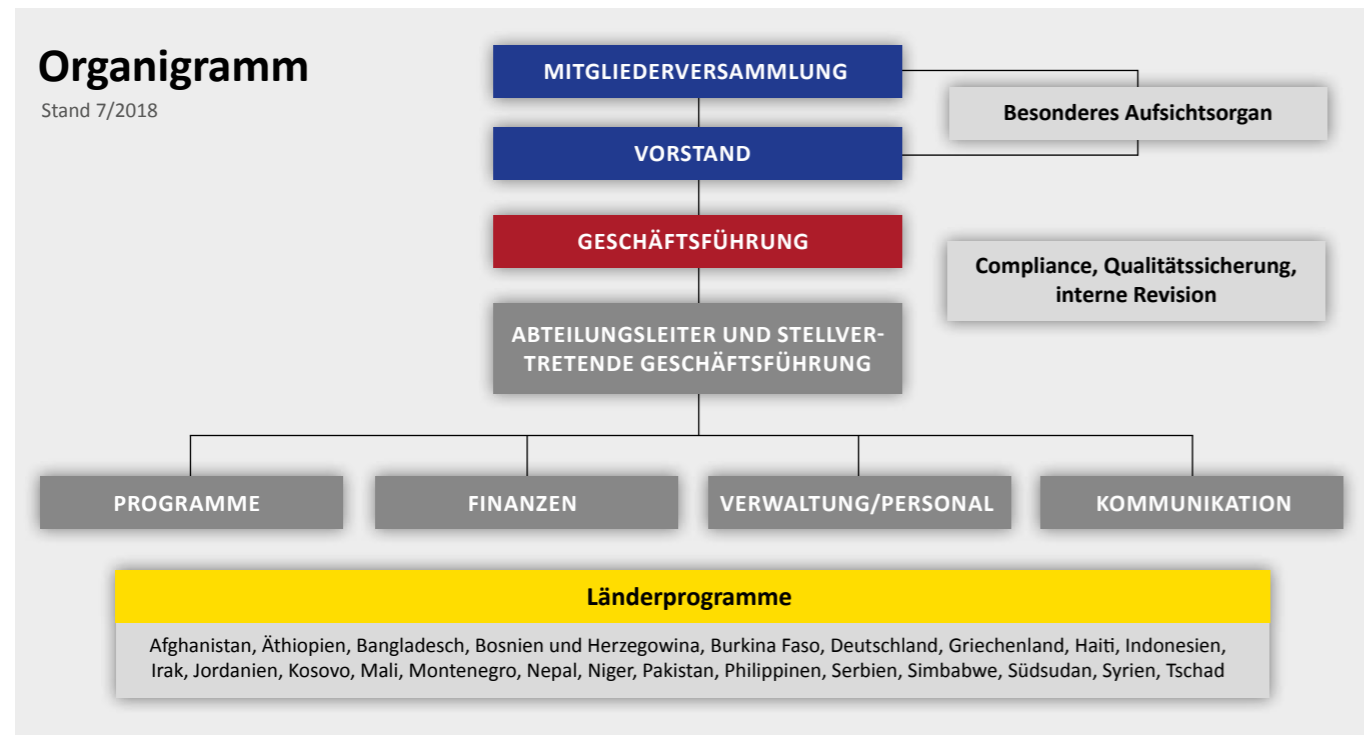 Organigramm
Stand 7/2018
MITGLIEDERVERSAMMLUNG
Besonderes Aufsichtsorgan
VORSTAND
GESCHÄFTSFÜHRUNG
Compliance, Qualitätssicherung,
interne Revision
ABTEILUNGSLEITER UND STELLVER-
TRETENDE GESCHÄFTSFÜHRUNG
PROGRAMME
FINANZEN
VERWALTUNG/PERSONAL
KOMMUNIKATION
Länderprogramme
Afghanistan, Äthiopien, Bangladesch, Bosnien und Herzegowina, Burkina Faso, Deutschland, Griechenland, Haiti, Indonesien,
Irak, Jordanien, Kosovo, Mali, Montenegro, Nepal, Niger, Pakistan, Philippinen, Serbien, Simbabwe, Südsudan, Syrien, Tschad